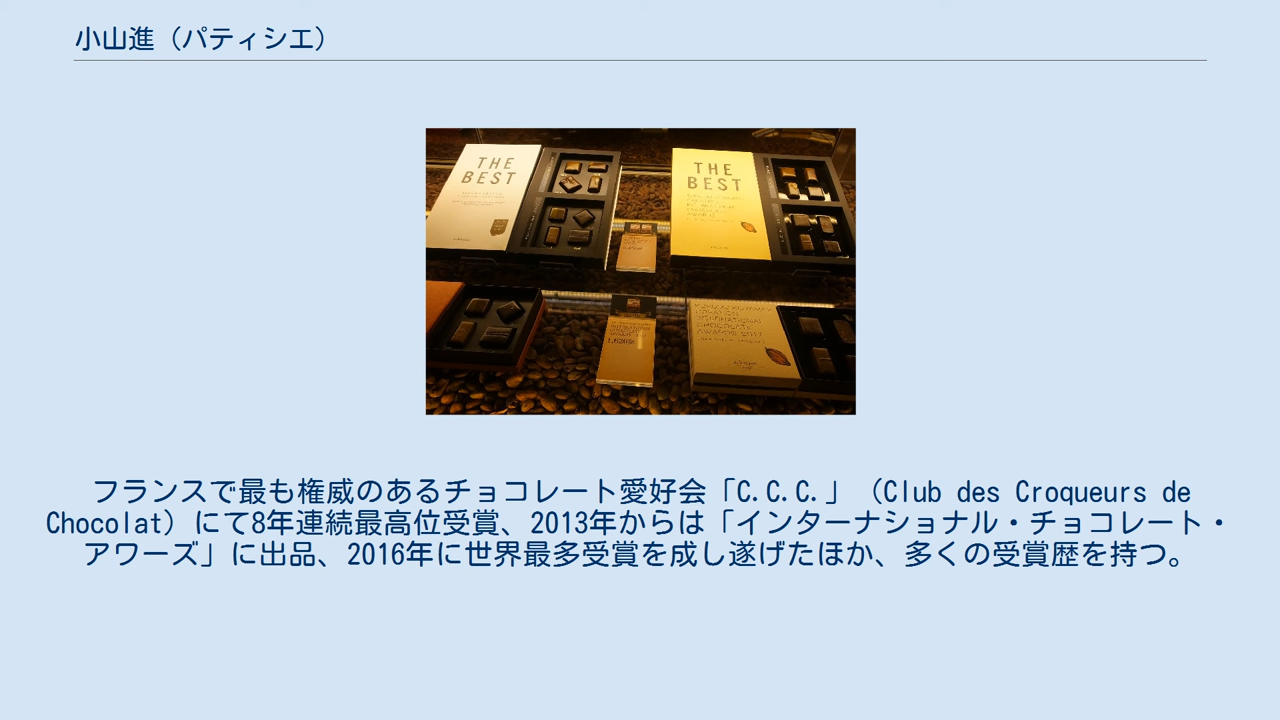 小山進（パティシエ）
THE
BEST
THE
BEST
フランスで最も権威のあるチョコレート愛好会「C.C.C.」（Club des Croqueurs de
Chocolat）にて8年連続最高位受賞、2013年からは「インターナショナル・チョコレート・
アワーズ」に出品、2016年に世界最多受賞を成し遂げたほか、多くの受賞歴を持つ。